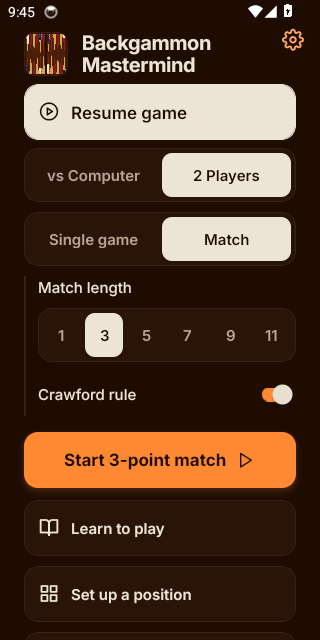 9:45
Backgammon
Mastermind
Resume game
vs Computer
2 Players
Single game
Match
Match length
1
3
5
7
9
11
Crawford rule
Start 3-point match
Learn to play
Set up a position